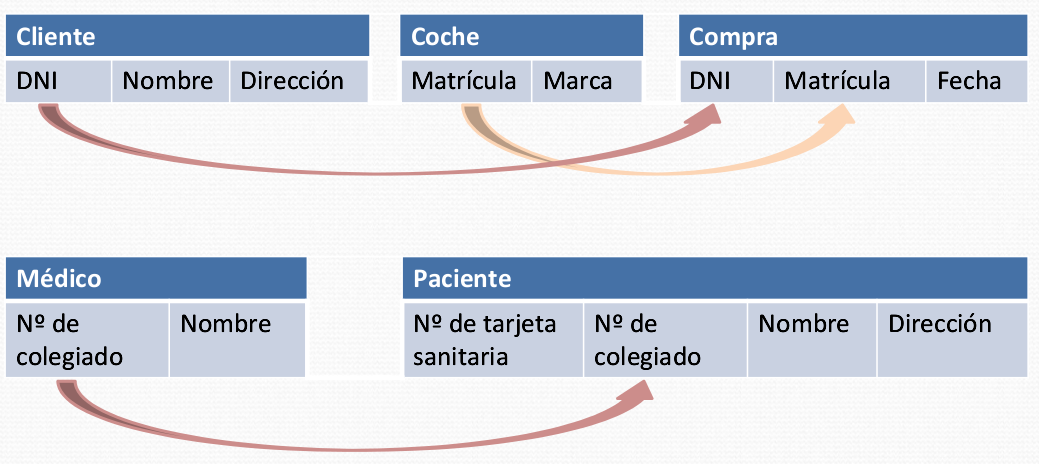 Cliente Coche Compra
DNI Nombre Dirección Matrícula Marca DNI Matrícula Fecha
Médico Paciente
Nº de colegiado Nombre Nº de tarjeta sanitaria Nº de colegiado Nombre Dirección